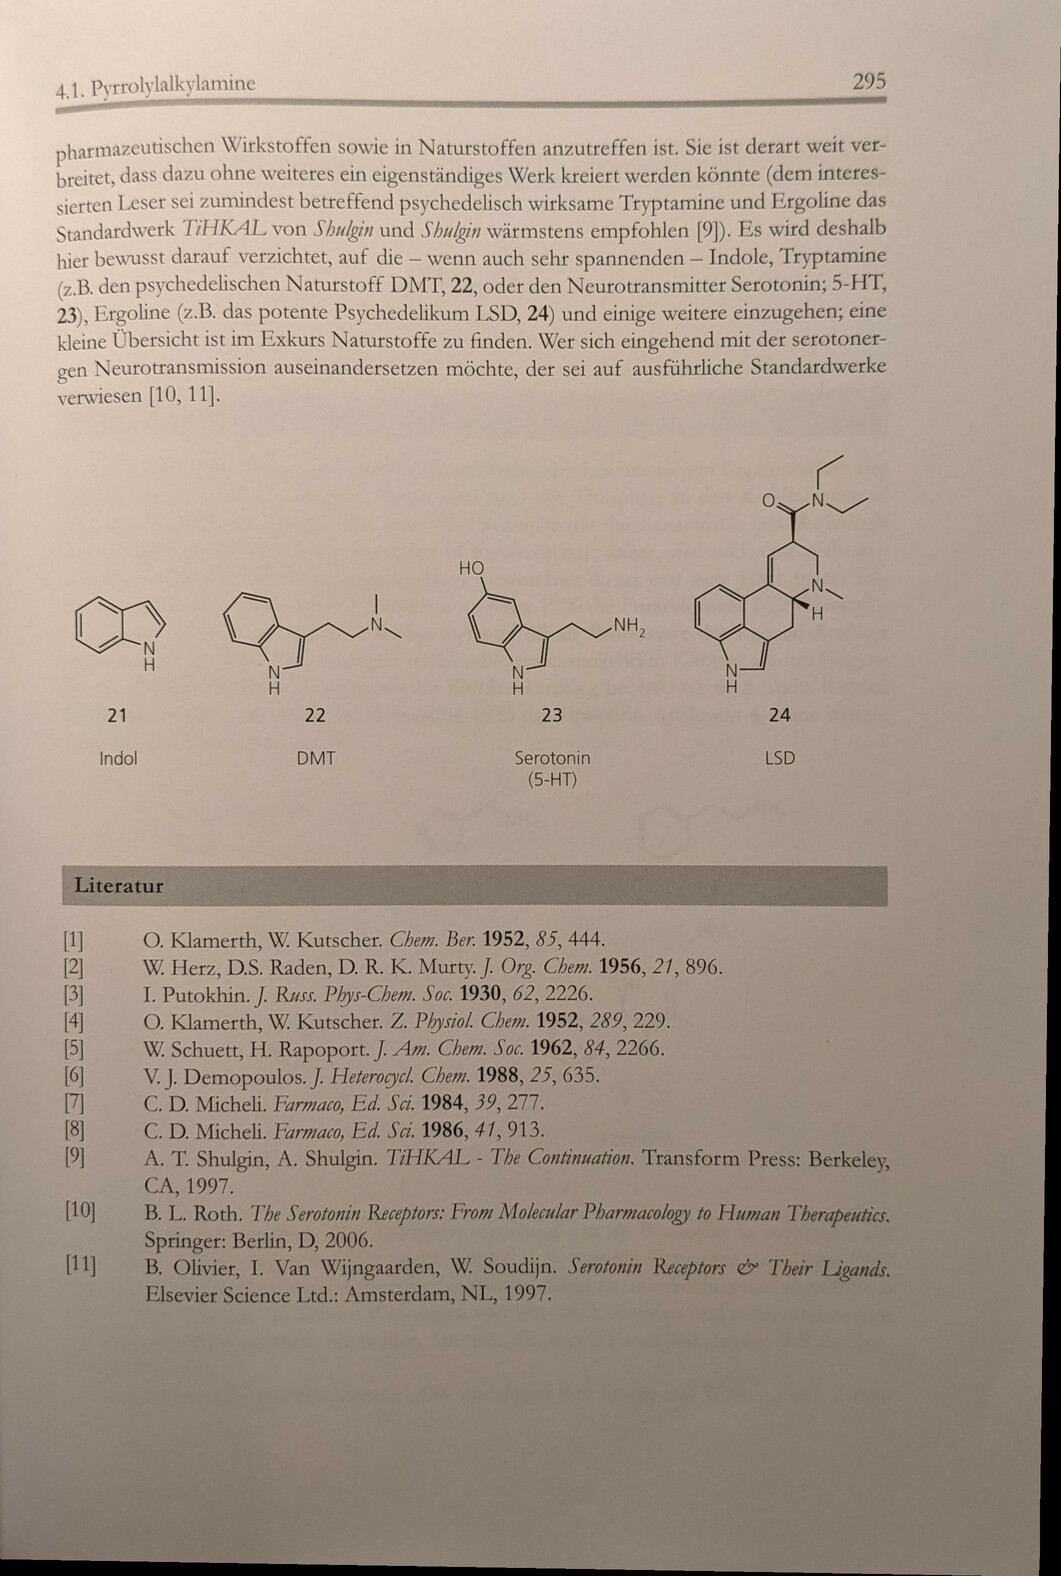 4.1. Pyrrolylalkylamine 295
pharmazeutischen Wirkstoffen sowie in Naturstoffen anzutreffen ist. Sie ist derart weit ver-
breitet, dass dazu ohne weiteres ein eigenständiges Werk kreiert werden könnte (dem interes-
sierten Leser sei zumindest betreffend psychedelisch wirksame Tryptamine und Ergoline das
Standardwerk TiHKAL von Shulgin und Shulgin wärmstens empfohlen [9]). Es wird deshalb
hier bewusst darauf verzichtet, auf die – wenn auch sehr spannenden – Indole, Tryptamine
(z.B. den psychedelischen Naturstoff DMT, 22, oder den Neurotransmitter Serotonin; 5-HT,
23), Ergoline (z.B. das potente Psychedelikum LSD, 24) und einige weitere einzugehen; eine
kleine Übersicht ist im Exkurs Naturstoffe zu finden. Wer sich eingehend mit der serotoner-
gen Neurotransmission auseinandersetzen möchte, der sei auf ausführliche Standardwerke
verwiesen [10, 11].
N
H
N
N
H
HO
NH2
N
H
O
N
N
H
N
H
21 22 23 24
Indol DMT Serotonin LSD
(5-HT)
Literatur
[1] O. Klamerth, W. Kutscher. Chem. Ber. 1952, 85, 444.
[2] W. Herz, D.S. Raden, D. R. K. Murty. J. Org. Chem. 1956, 21, 896.
[3] I. Putokhin. J. Russ. Phys-Chem. Soc. 1930, 62, 2226.
[4] O. Klamerth, W. Kutscher. Z. Physiol. Chem. 1952, 289, 229.
[5] W. Schuett, H. Rapoport. J. Am. Chem. Soc. 1962, 84, 2266.
[6] V. J. Demopoulos. J. Heterocycl. Chem. 1988, 25, 635.
[7] C. D. Micheli. Farmaco, Ed. Sci. 1984, 39, 277.
[8] C. D. Micheli. Farmaco, Ed. Sci. 1986, 41, 913.
[9] A. T. Shulgin, A. Shulgin. TiHKAL - The Continuation. Transform Press: Berkeley,
CA, 1997.
[10] B. L. Roth. The Serotonin Receptors: From Molecular Pharmacology to Human Therapeutics.
Springer: Berlin, D, 2006.
[11] B. Olivier, I. Van Wijngaarden, W. Soudijn. Serotonin Receptors & Their Ligands.
Elsevier Science Ltd.: Amsterdam, NL, 1997.